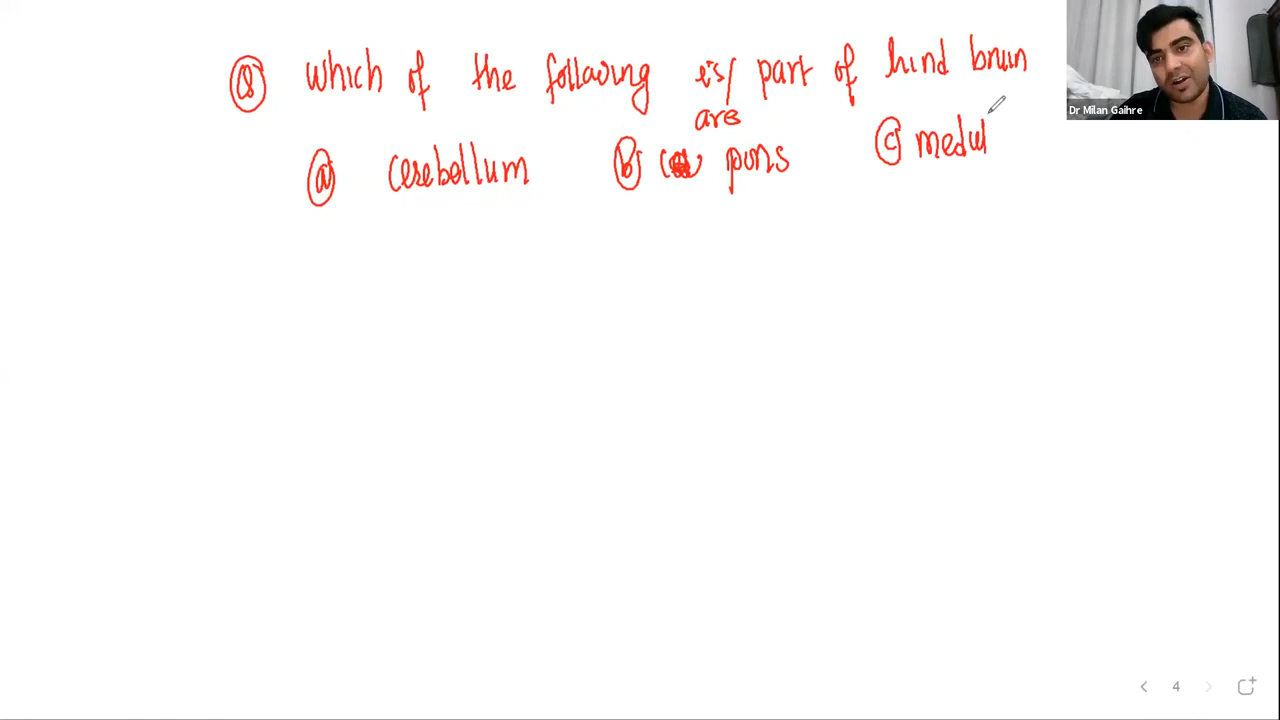 Q which of the following is/ part of hind brain
are
a cerebellum b pons c medul
Dr Milan Gaihre
4